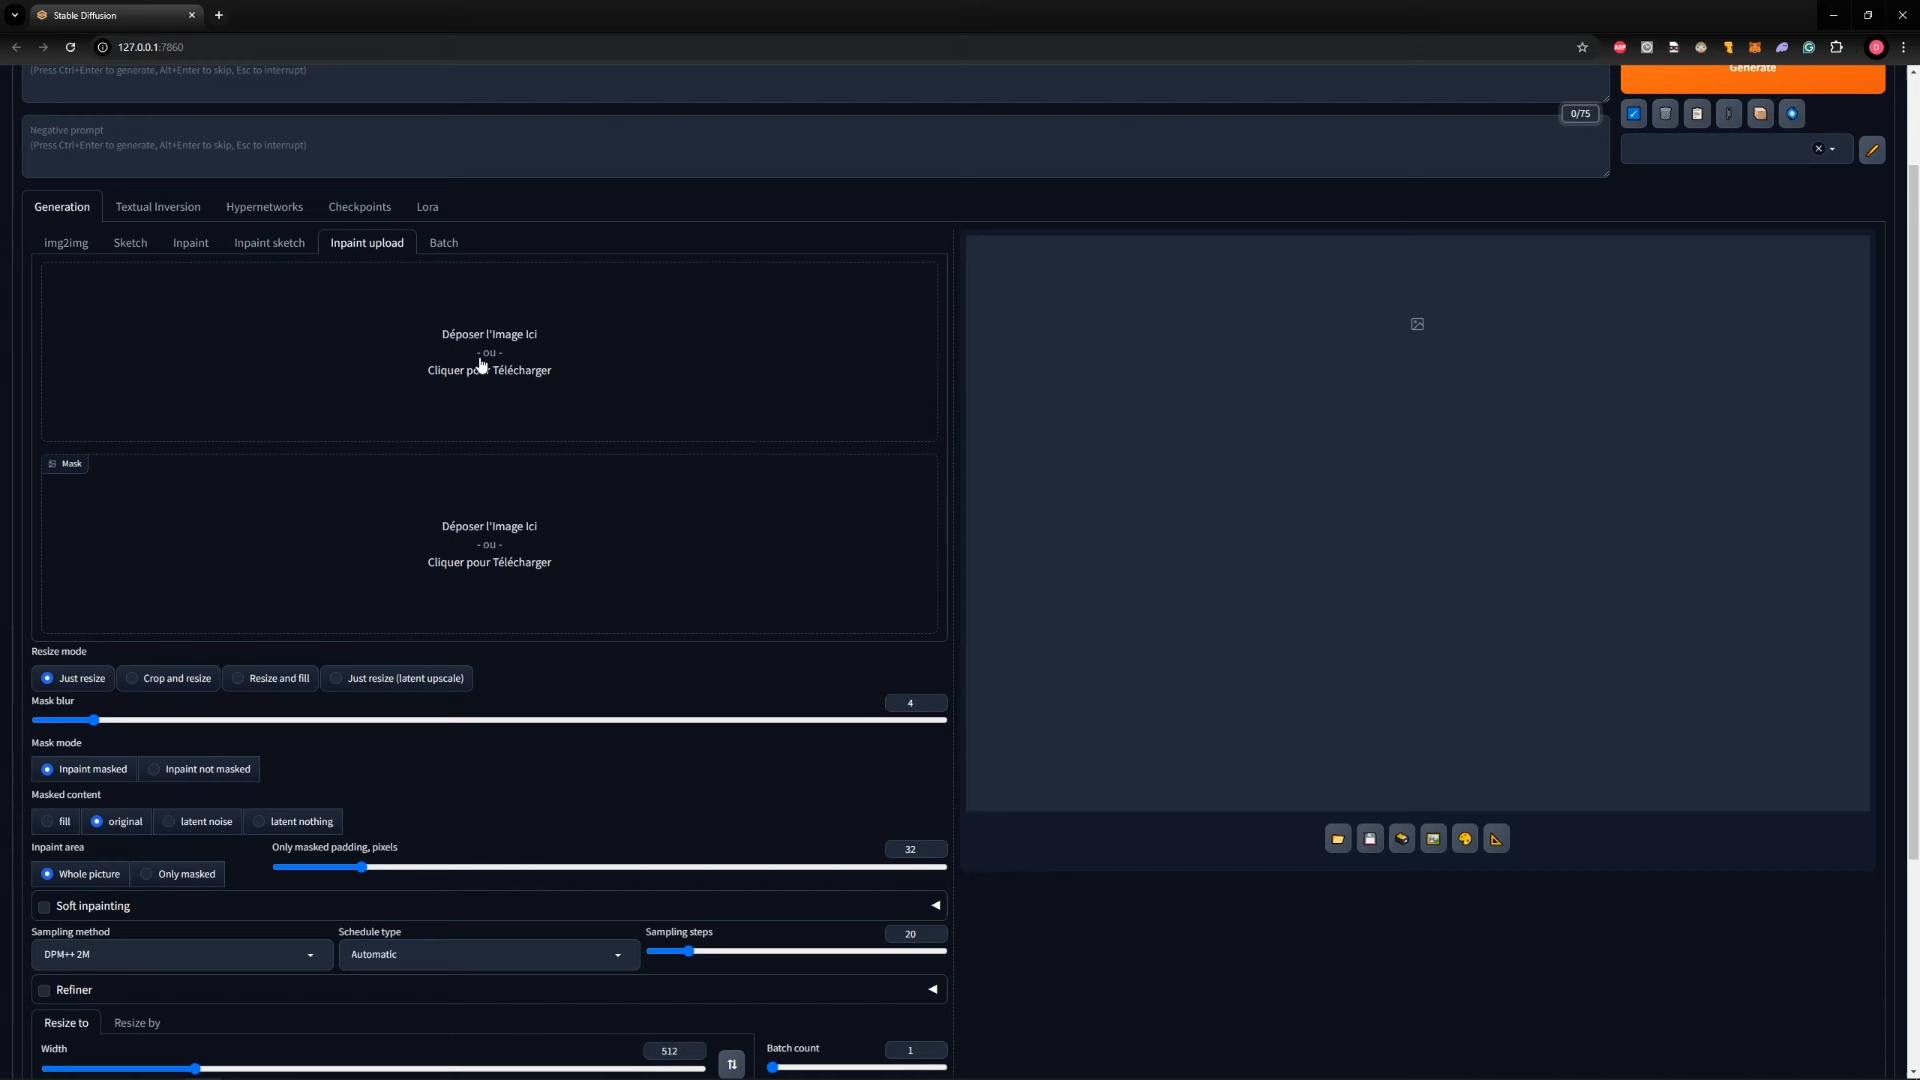 Stable Diffusion
127.0.0.1:7860
(Press Ctrl+Enter to generate, Alt+Enter to skip, Esc to interrupt)
Generate
0/75
Negative prompt
(Press Ctrl+Enter to generate, Alt+Enter to skip, Esc to interrupt)
Generation Textual Inversion Hypernetworks Checkpoints Lora
img2img Sketch Inpaint Inpaint sketch Inpaint upload Batch
Déposer l'Image Ici
- ou -
Cliquer pour Télécharger
Mask
Déposer l'Image Ici
- ou -
Cliquer pour Télécharger
Resize mode
Just resize Crop and resize Resize and fill Just resize (latent upscale)
Mask blur 4
Mask mode
Inpaint masked Inpaint not masked
Masked content
fill original latent noise latent nothing
Inpaint area Only masked padding, pixels 32
Whole picture Only masked
Soft inpainting
Sampling method Schedule type Sampling steps 20
DPM++ 2M Automatic
Refiner
Resize to Resize by
Width 512 Batch count 1